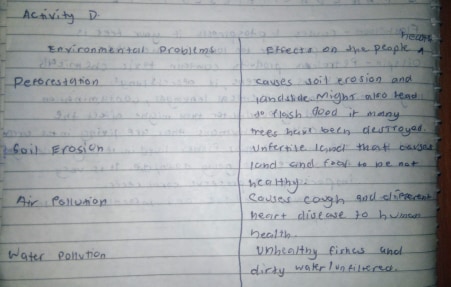 Activity D.
Environmental Problems
Effects on the people
Deforestation
causes soil erosion and
landslide Might also tend
to flash flood if many
trees have been destroyed.
Soil Erosion
Unfertile land that causes
land and food to be not
healthy.
Air Pollution
Causes cough and different
heart disease to human
health.
Water Pollution
Unhealthy fishes and
dirty water/unfiltered.